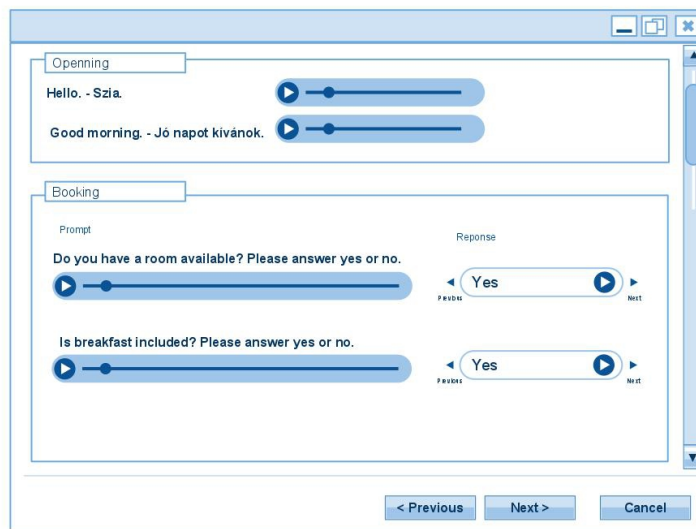 Openning
Hello. - Szia.
Good morning. - Jó napot kívánok.
Booking
Prompt
Reponse
Do you have a room available? Please answer yes or no.
Yes
Previous
Next
Is breakfast included? Please answer yes or no.
Yes
Previous
Next
< Previous
Next >
Cancel